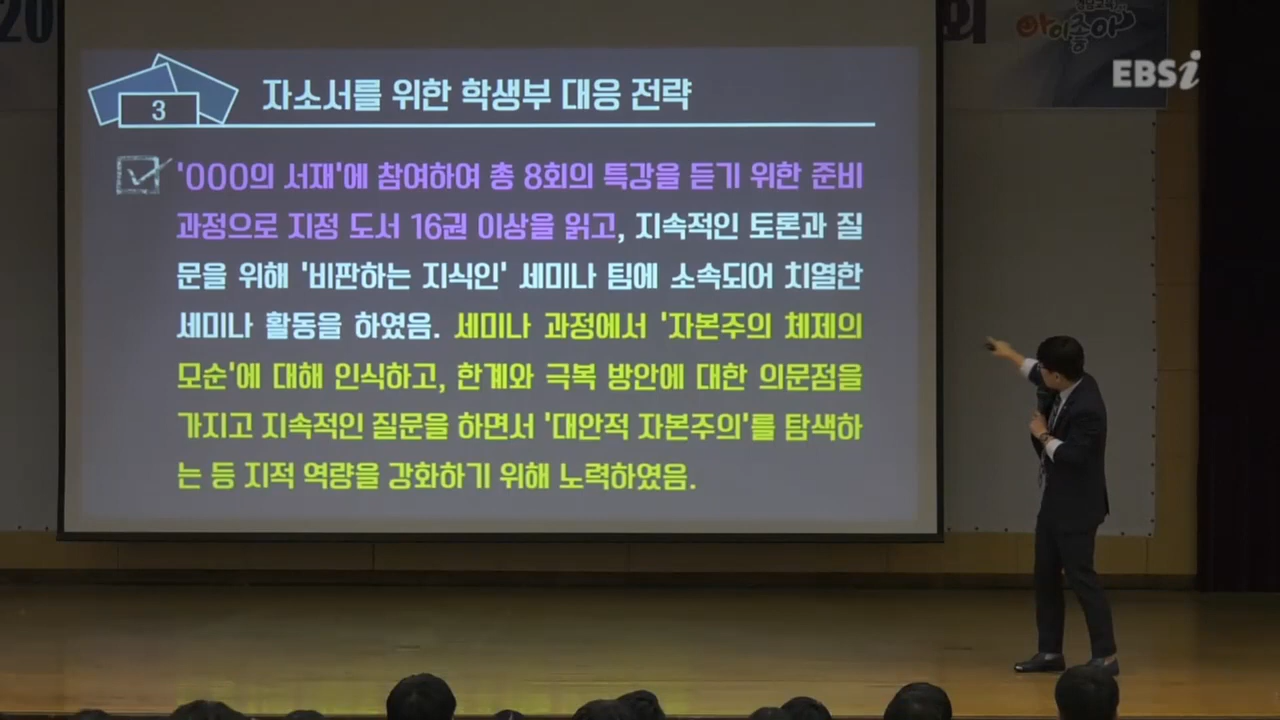 20
회
아이좋아
EBSi
3
자소서를 위한 학생부 대응 전략
'OOO의 서재'에 참여하여 총 8회의 특강을 듣기 위한 준비
과정으로 지정 도서 16권 이상을 읽고, 지속적인 토론과 질
문을 위해 '비판하는 지식인' 세미나 팀에 소속되어 치열한
세미나 활동을 하였음. 세미나 과정에서 '자본주의 체제의
모순'에 대해 인식하고, 한계와 극복 방안에 대한 의문점을
가지고 지속적인 질문을 하면서 '대안적 자본주의'를 탐색하
는 등 지적 역량을 강화하기 위해 노력하였음.